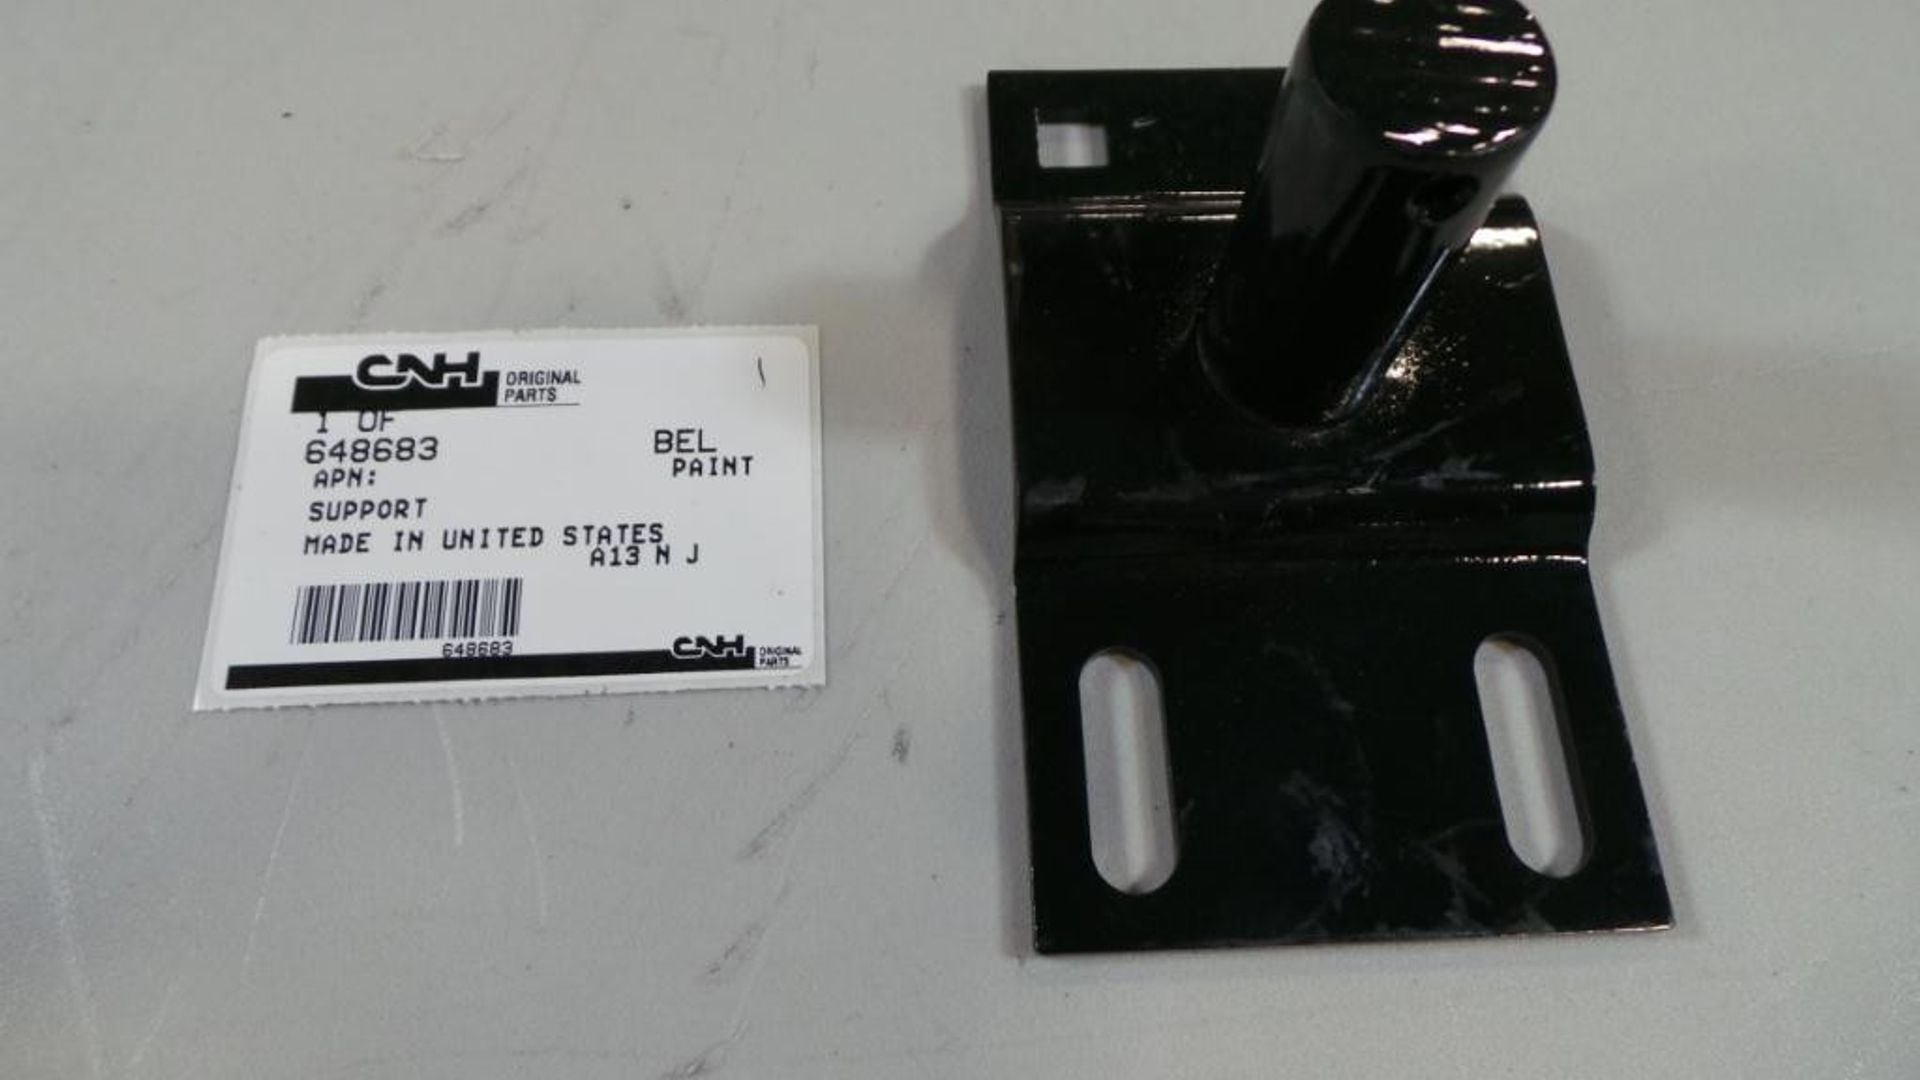 CNH ORIGINAL
PARTS
1 OF
648683 BEL
APN: PAINT
SUPPORT
MADE IN UNITED STATES
A13 N J
648683
CNH ORIGINAL
PARTS